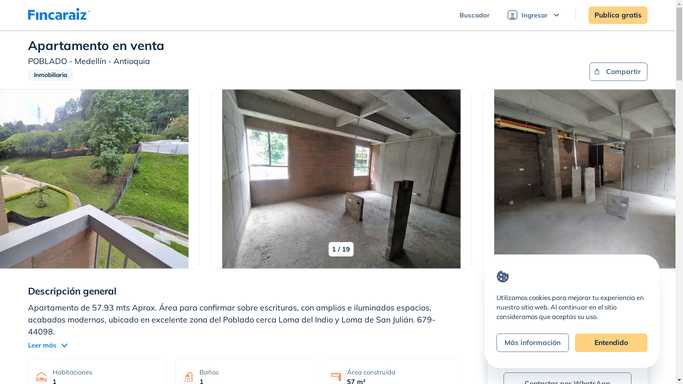 Fincaraiz
Buscador
Ingresar
Publica gratis
Apartamento en venta
POBLADO - Medellín - Antioquia
Inmobiliaria
Compartir
1 / 19
Descripción general
Apartamento de 57.93 mts Aprox. Área para confirmar sobre escrituras, con amplios e iluminados espacios,
acabados modernos, ubicado en excelente zona del Poblado cerca Loma del Indio y Loma de San Julián. 679-
44098.
Leer más
Habitaciones
1
Baños
1
Área construida
57 m²
Utilizamos cookies para mejorar tu experiencia en
nuestro sitio web. Al continuar en el sitio
consideramos que aceptas su uso.
Más información
Entendido
Contactar por WhatsApp